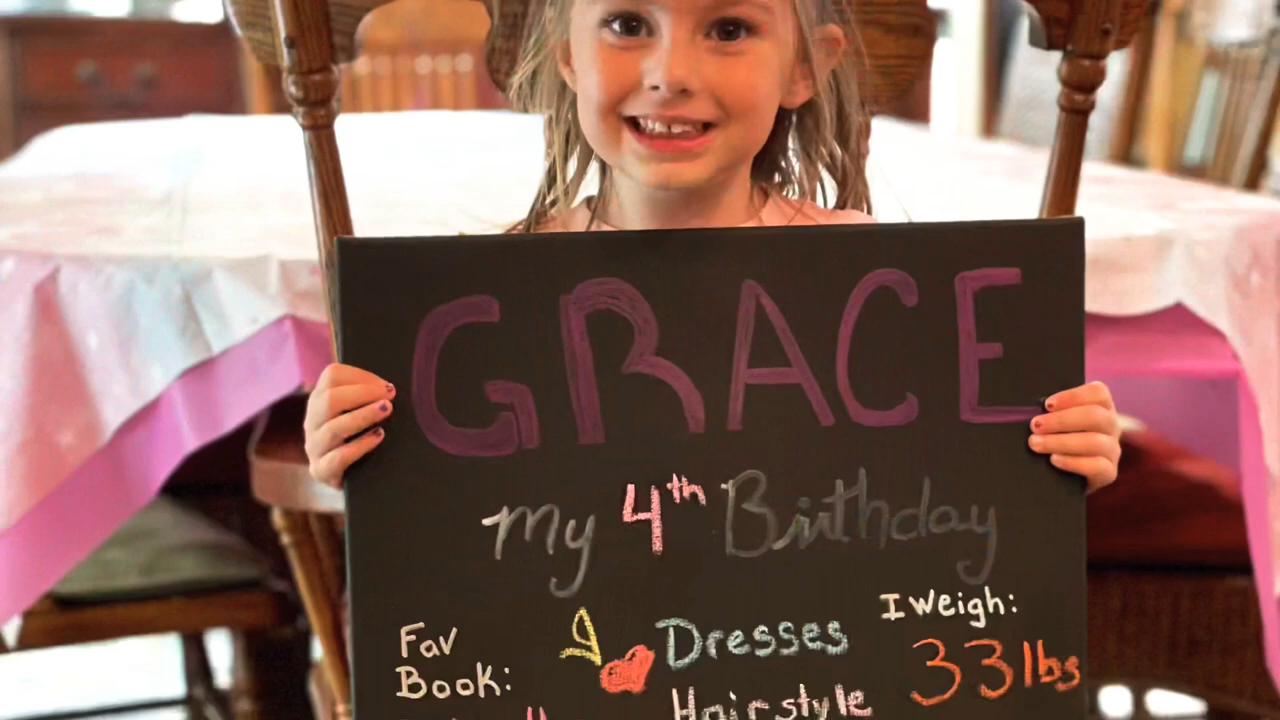 GRACE
My 4th Birthday
I Weigh:
33lbs
Fav
Book:
I ❤ Dresses
Hairstyle